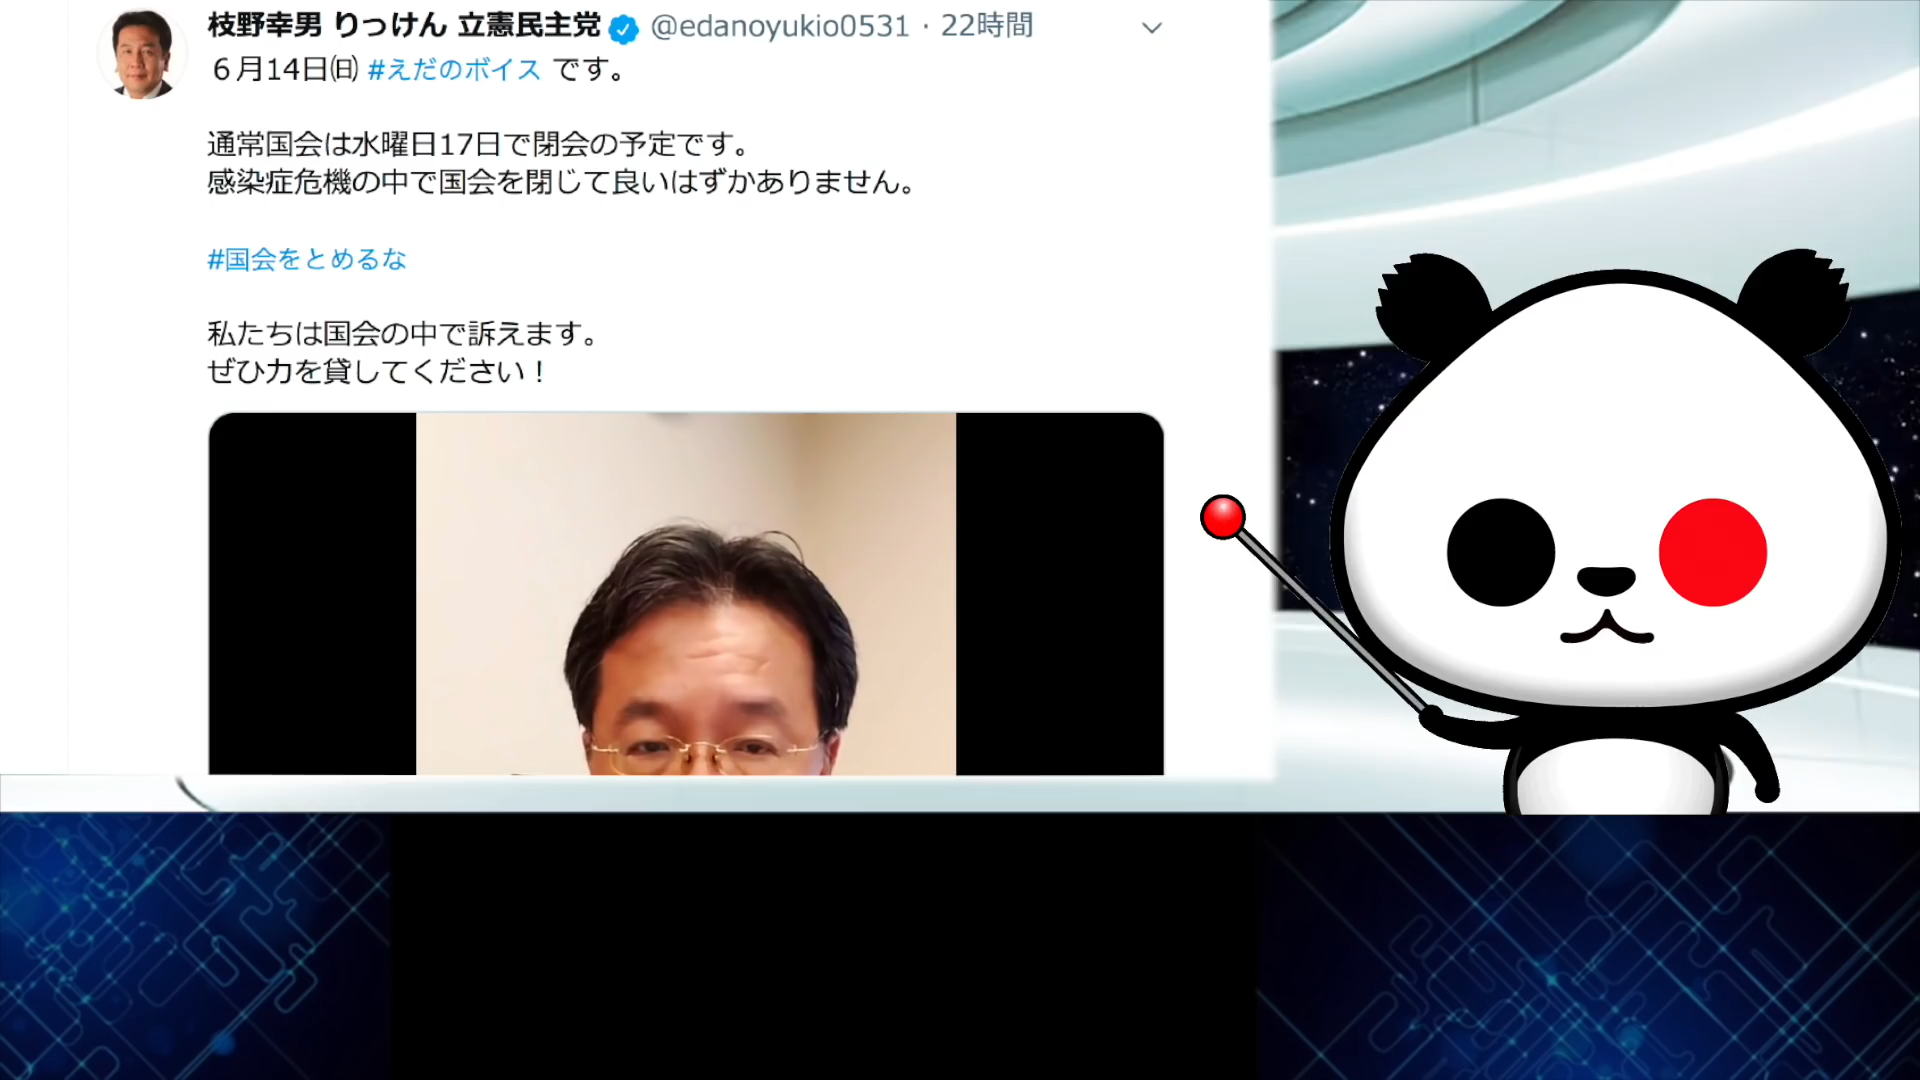 枝野幸男 りっけん 立憲民主党 @edanoyukio0531 · 22時間
６月14日㈰ #えだのボイス です。
通常国会は水曜日17日で閉会の予定です。
感染症危機の中で国会を閉じて良いはずかありません。
#国会をとめるな
私たちは国会の中で訴えます。
ぜひ力を貸してください！